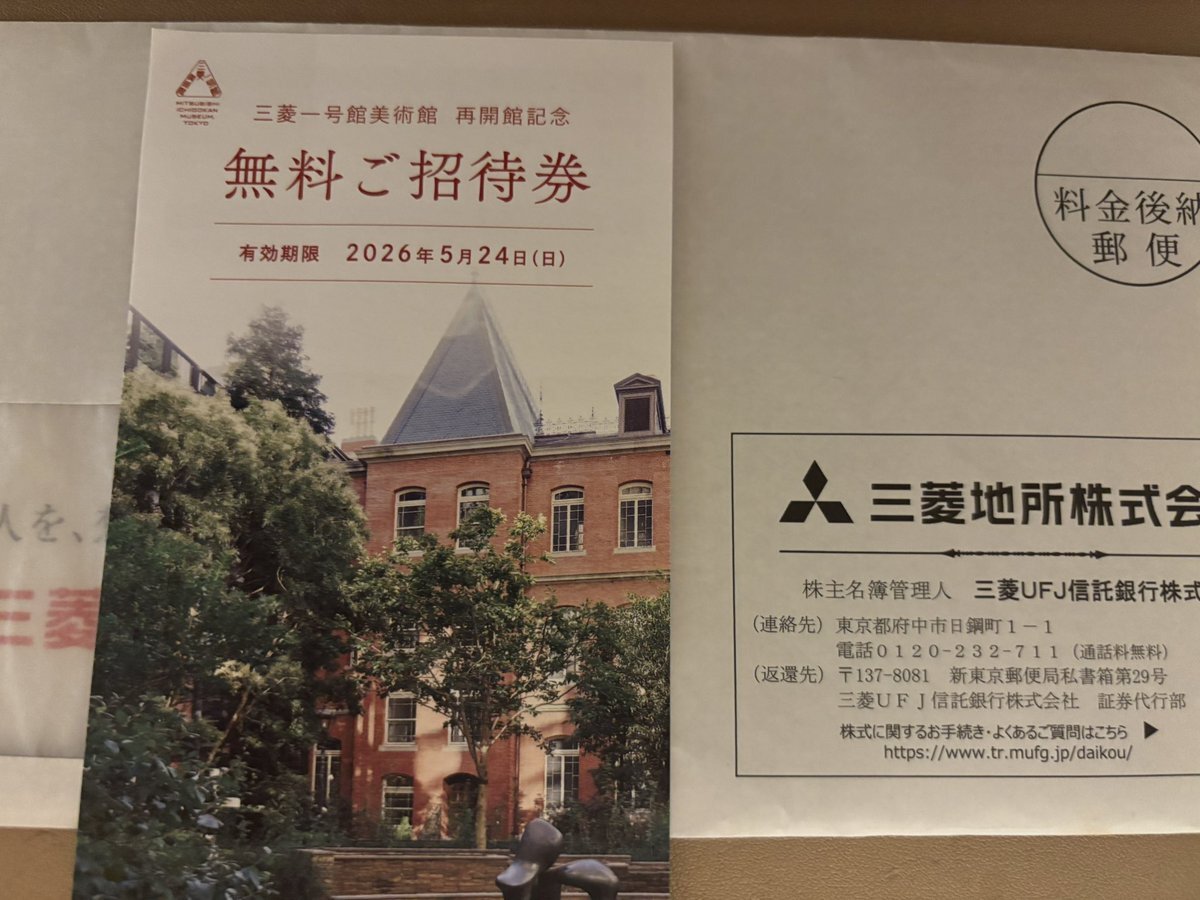 MITSUBISHI
ICHIGOKAN
MUSEUM,
TOKYO
三菱一号館美術館 再開館記念
無料ご招待券
有効期限 2026年5月24日(日)
料金後納
郵便
人を、
三菱
三菱地所株式会
株主名簿管理人 三菱UFJ信託銀行株式
(連絡先) 東京都府中市日鋼町1-1
電話0120-232-711 (通話料無料)
(返還先) 〒137-8081 新東京郵便局私書箱第29号
三菱UFJ信託銀行株式会社 証券代行部
株式に関するお手続き・よくあるご質問はこちら ▶
https://www.tr.mufg.jp/daikou/